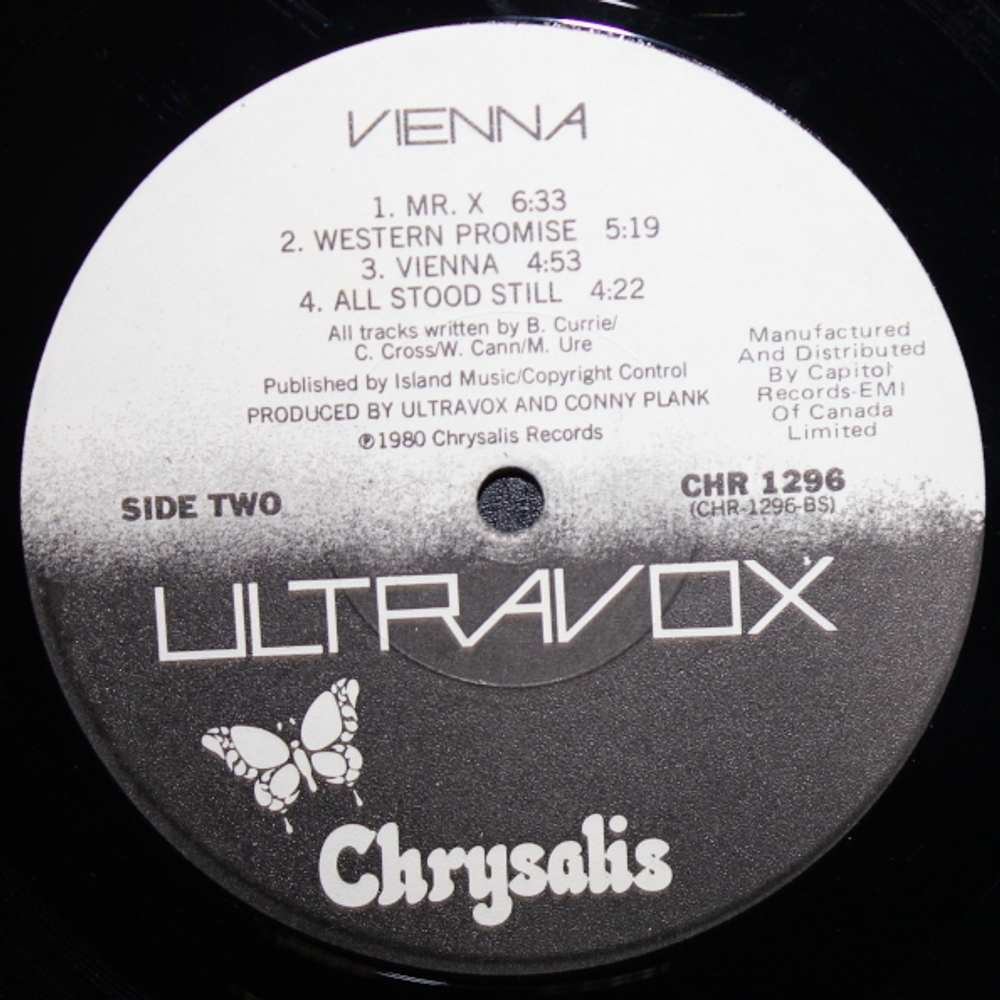 VIENNA
1. MR. X 6:33
2. WESTERN PROMISE 5:19
3. VIENNA 4:53
4. ALL STOOD STILL 4:22
All tracks written by B. Currie/
C. Cross/W. Cann/M. Ure
Published by Island Music/Copyright Control
PRODUCED BY ULTRAVOX AND CONNY PLANK
℗1980 Chrysalis Records
Manufactured
And Distributed
By Capitol
Records-EMI
Of Canada
Limited
SIDE TWO
CHR 1296
(CHR-1296-BS)
ULTRAVOX
Chrysalis